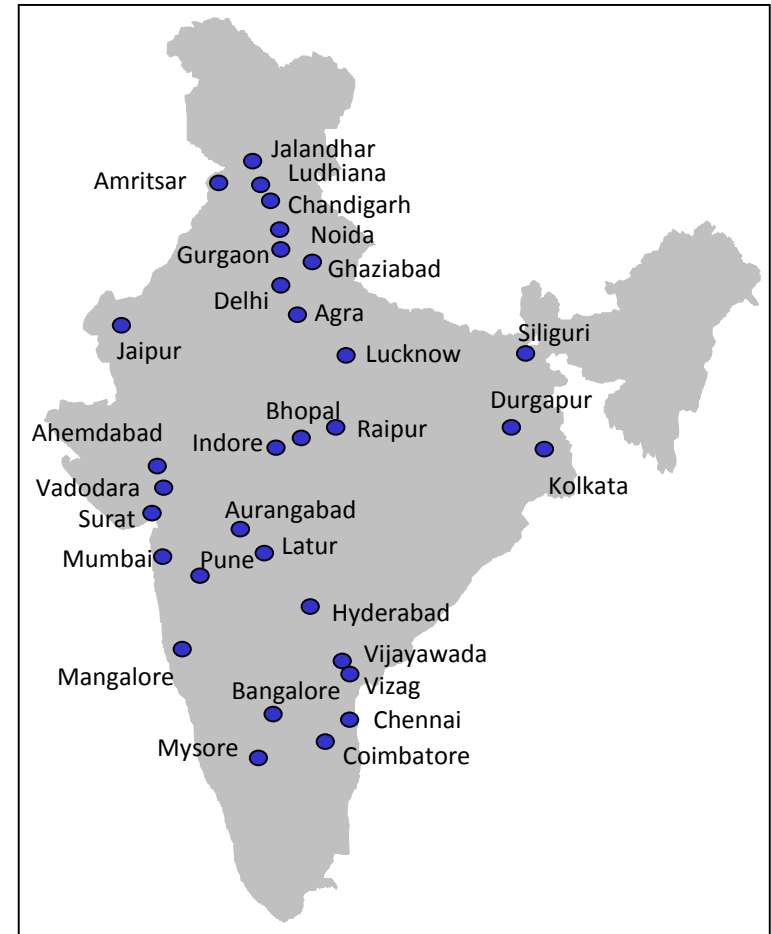 Jalandhar
Ludhiana
Amritsar
Chandigarh
Noida
Gurgaon
Ghaziabad
Delhi
Agra
Siliguri
Jaipur
Lucknow
Durgapur
Bhopal
Raipur
Ahemdabad
Indore
Kolkata
Vadodara
Aurangabad
Surat
Latur
Mumbai
Pune
Hyderabad
Vijayawada
Mangalore
Vizag
Bangalore
Chennai
Mysore
Coimbatore